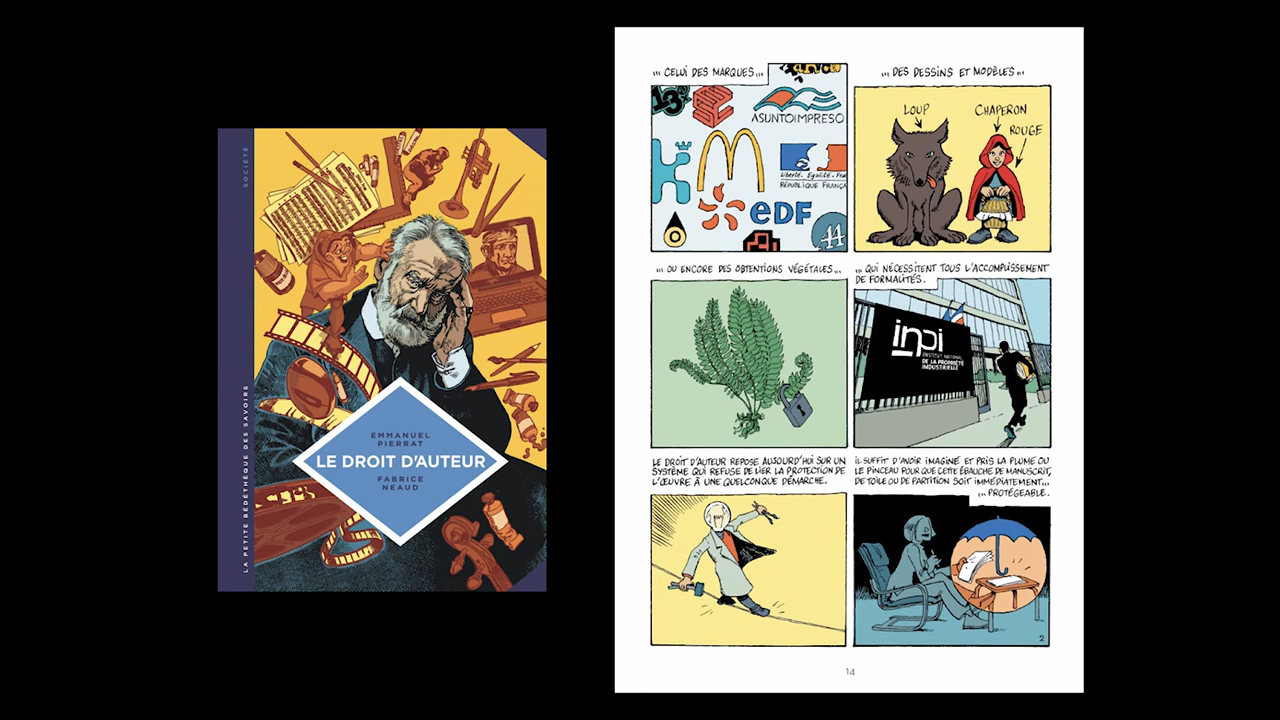 SOCIÉTÉ
LA PETITE BÉDÉTHÈQUE DES SAVOIRS
EMMANUEL
PIERRAT
LE DROIT D'AUTEUR
FABRICE
NEAUD
... CELUI DES MARQUES...
13
ASUNTOIMPRESO
K
M
Liberté. Egalité. Fra
RÉPUBLIQUE FRANÇA
eDF
44
... DES DESSINS ET MODÈLES...
LOUP
CHAPERON
ROUGE
... OU ENCORE DES OBTENTIONS VÉGÉTALES...
... QUI NÉCESSITENT TOUS L'ACCOMPLISSEMENT
DE FORMALITÉS.
inpi
INSTITUT NATIONAL
DE LA PROPRIÉTÉ
INDUSTRIELLE
LE DROIT D'AUTEUR REPOSE AUJOURD'HUI SUR UN
SYSTÈME QUI REFUSE DE LIER LA PROTECTION DE
L'ŒUVRE À UNE QUELCONQUE DÉMARCHE.
IL SUFFIT D'AVOIR IMAGINÉ ET PRIS LA PLUME OU
LE PINCEAU POUR QUE CETTE ÉBAUCHE DE MANUSCRIT,
DE TOILE OU DE PARTITION SOIT IMMÉDIATEMENT...
... PROTÉGEABLE.
2
14